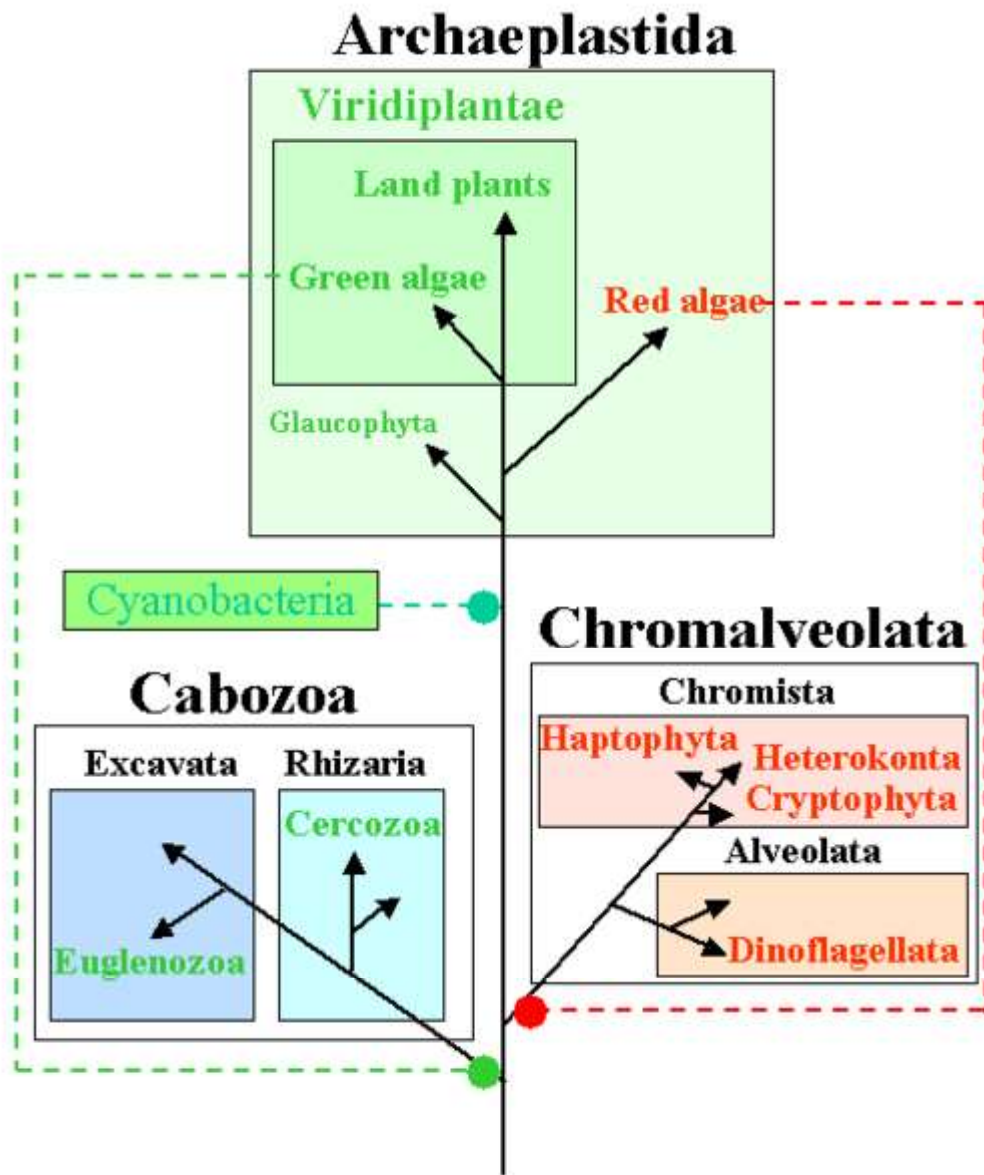 Archaeplastida
Viridiplantae
Land plants
Green algae
Red algae
Glaucophyta
Cyanobacteria
Chromalveolata
Cabozoa
Chromista
Haptophyta
Excavata
Rhizaria
Heterokonta
Cryptophyta
Cercozoa
Alveolata
Dinoflagellata
Euglenozoa